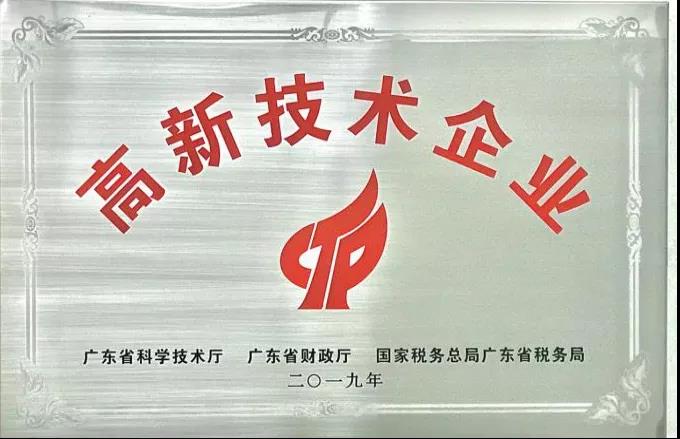 高新技术企业
广东省科学技术厅 广东省财政厅 国家税务总局广东省税务局
二〇一九年